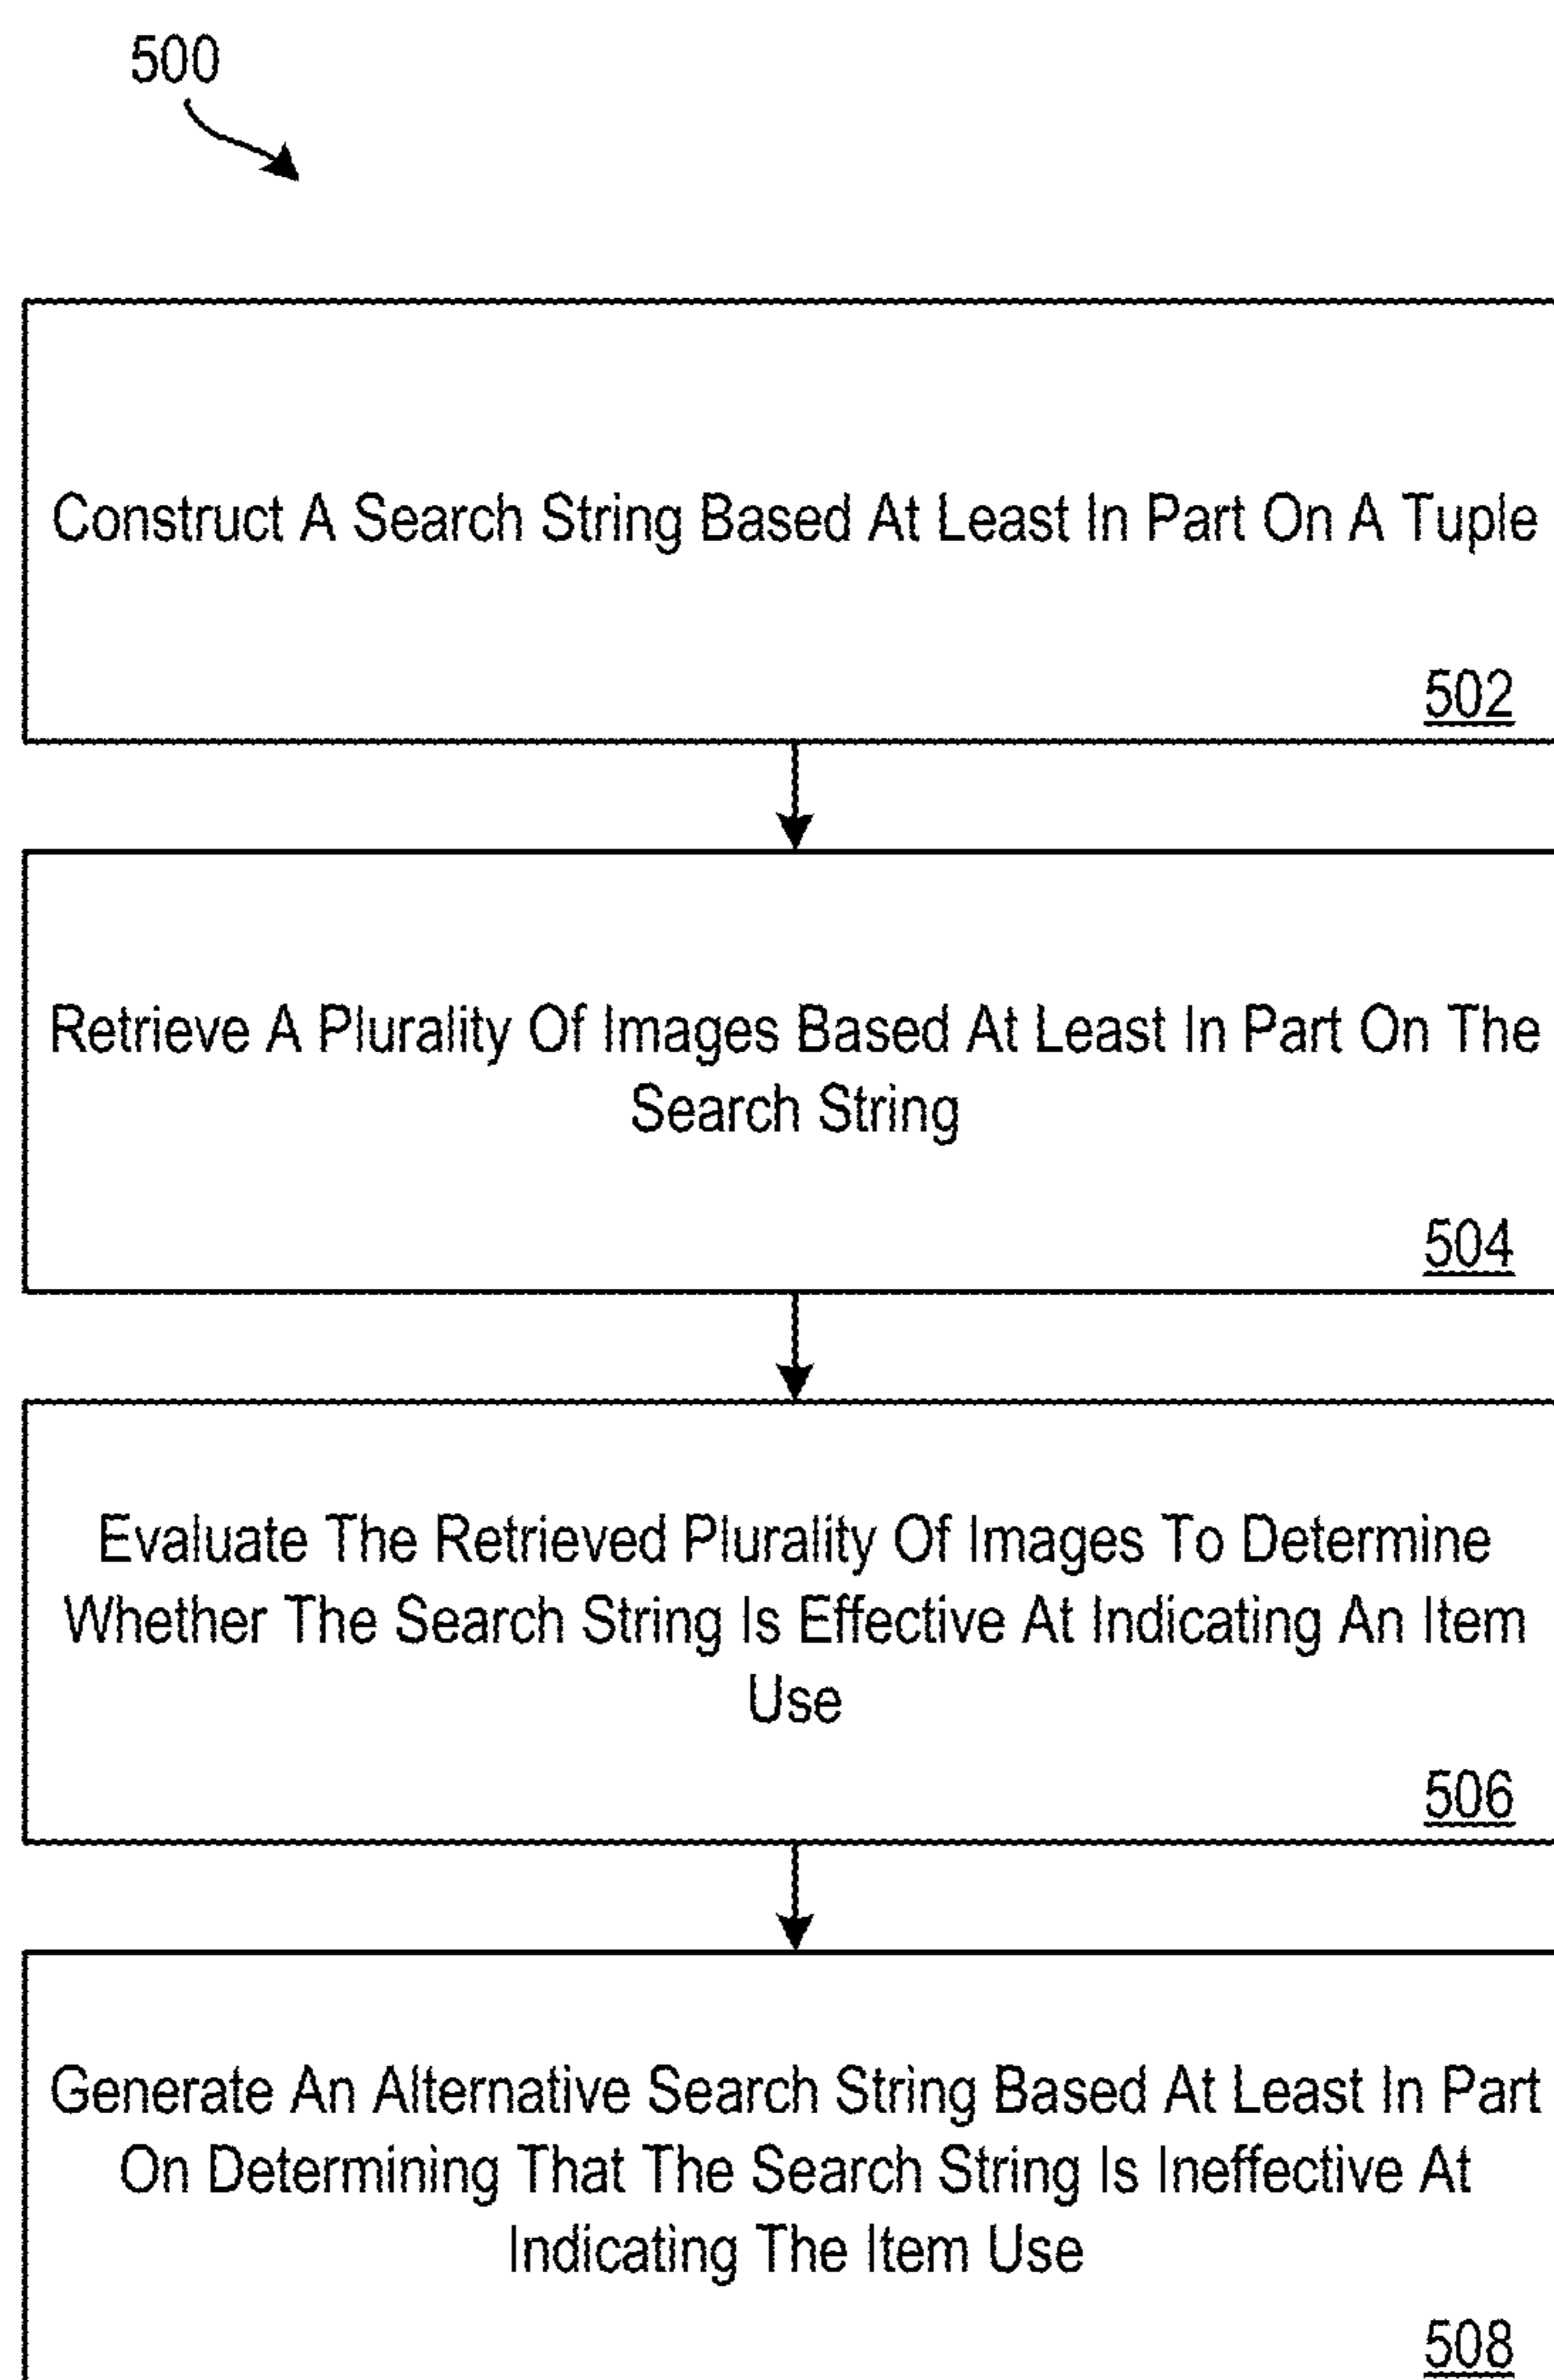 500
Construct A Search String Based At Least In Part On A Tuple
502
Retrieve A Plurality Of Images Based At Least In Part On The
Search String
504
Evaluate The Retrieved Plurality Of Images To Determine
Whether The Search String Is Effective At Indicating An Item
Use
506
Generate An Alternative Search String Based At Least In Part
On Determining That The Search String Is Ineffective At
Indicating The Item Use
508